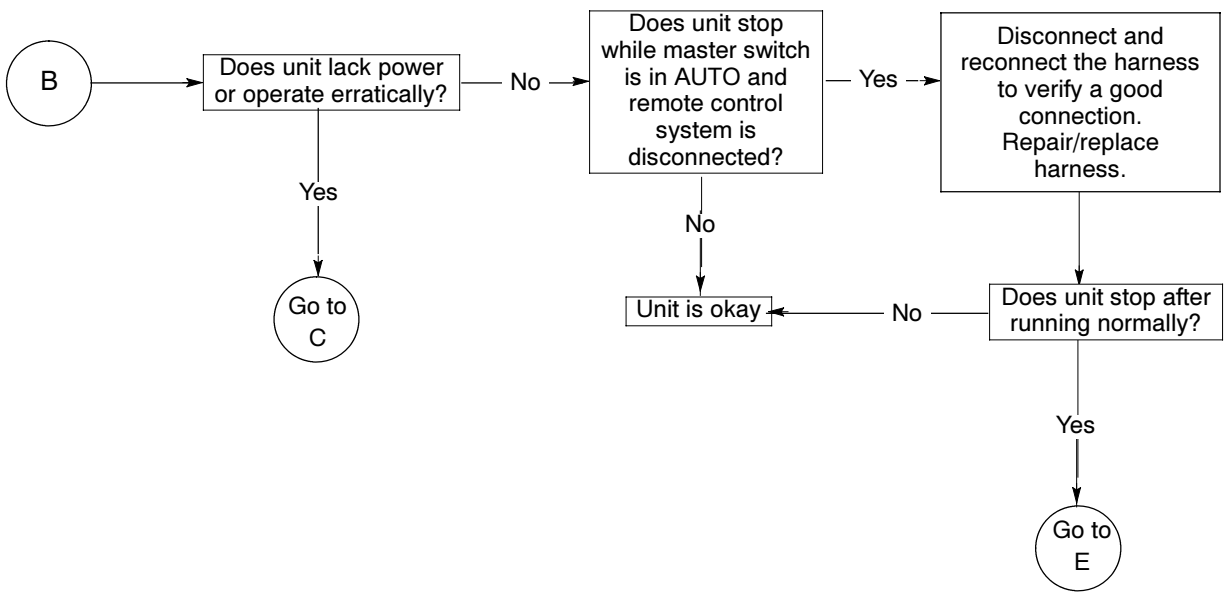 B
Does unit lack power
or operate erratically?
No
Does unit stop
while master switch
is in AUTO and
remote control
system is
disconnected?
Yes
Disconnect and
reconnect the harness
to verify a good
connection.
Repair/replace
harness.
Yes
No
Go to
C
Unit is okay
No
Does unit stop after
running normally?
Yes
Go to
E